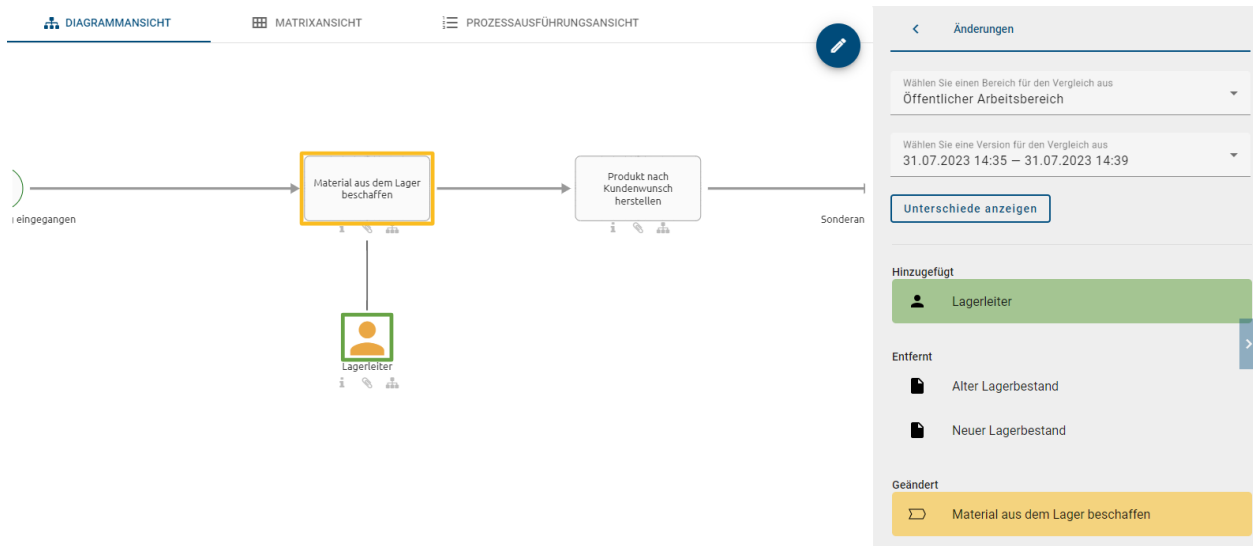 DIAGRAMMANSICHT
MATRIXANSICHT
PROZESSAUSFÜHRUNGSANSICHT
Material aus dem Lager
beschaffen
Produkt nach
Kundenwunsch
herstellen
eingegangen
Sonderan
Lagerleiter
Änderungen
Wählen Sie einen Bereich für den Vergleich aus
Öffentlicher Arbeitsbereich
Wählen Sie eine Version für den Vergleich aus
31.07.2023 14:35 — 31.07.2023 14:39
Unterschiede anzeigen
Hinzugefügt
Lagerleiter
Entfernt
Alter Lagerbestand
Neuer Lagerbestand
Geändert
Material aus dem Lager beschaffen